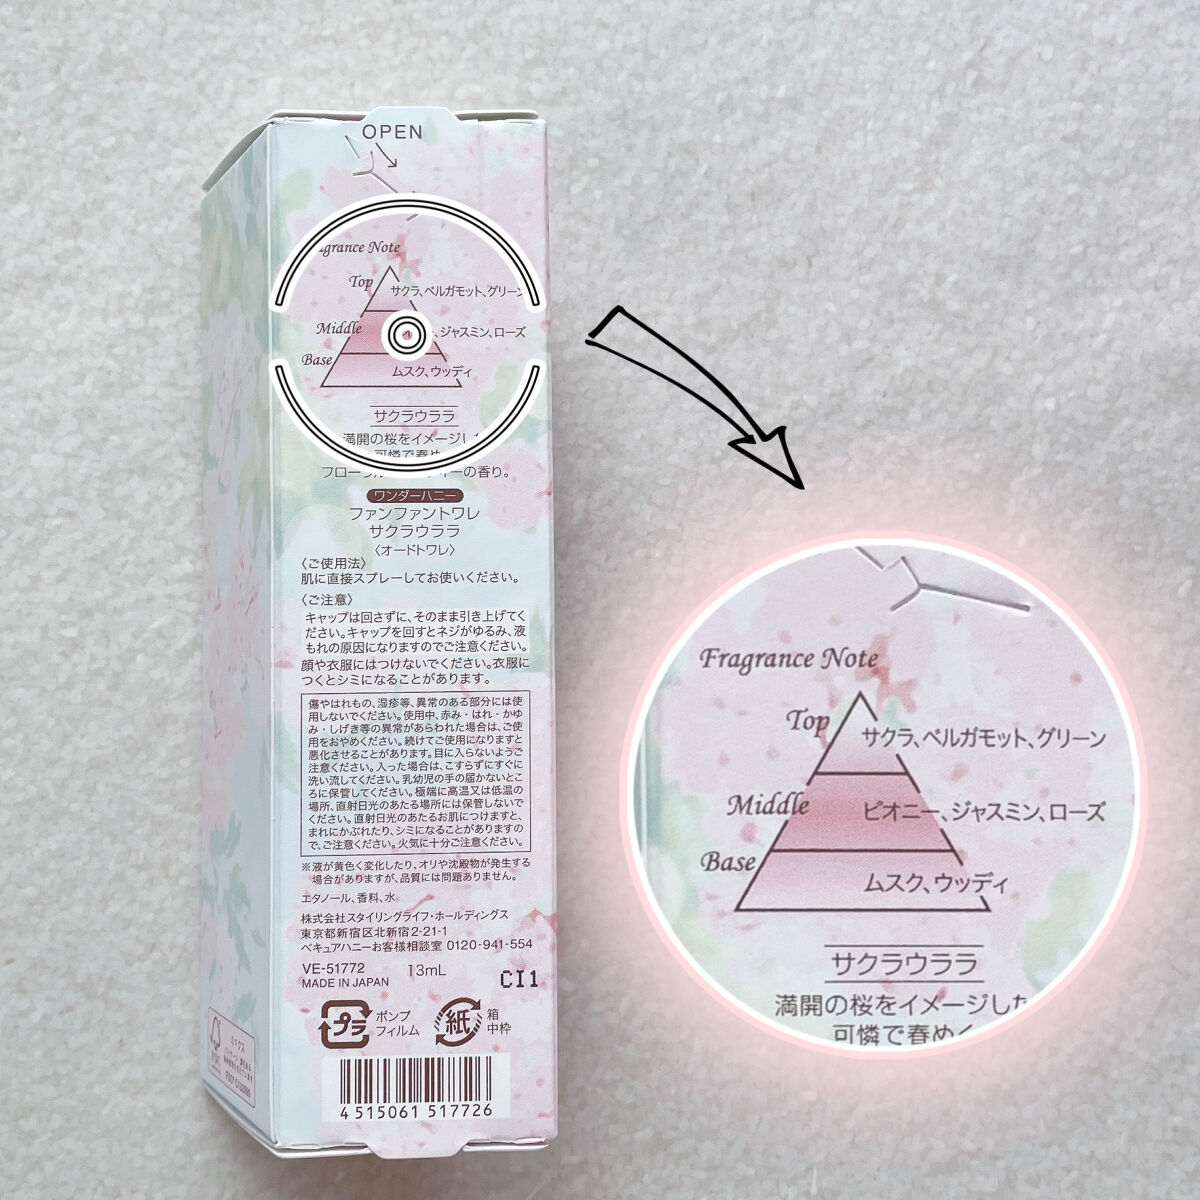 OPEN
Fragrance Note
Top
サクラ、ベルガモット、グリーン
Middle
、ジャスミン、ローズ
Base
ムスク、ウッディ
サクラウララ
満開の桜をイメージした
可憐で春め
の香り。
ワンダーハニー
ファンファントワレ
サクラウララ
〈オードトワレ〉
〈ご使用法〉
肌に直接スプレーしてお使いください。
〈ご注意〉
キャップは回さずに、そのまま引き上げてく
ださい。キャップを回すとネジがゆるみ、液
もれの原因になりますのでご注意ください。
顔や衣服にはつけないでください。衣服に
つくとシミになることがあります。
傷やはれもの、湿疹等、異常のある部分には使
用しないでください。使用中、赤み・はれ・かゆ
み・しげき等の異常があらわれた場合は、ご使
用をおやめください。続けてご使用になりますと
悪化させることがあります。目に入らないようご
注意ください。入った場合は、こすらずにすぐに
洗い流してください。乳幼児の手の届かないとこ
ろに保管してください。極端に高温又は低温の
場所、直射日光のあたる場所には保管しないで
ください。直射日光のあたるお肌につけますと、
まれにかぶれたり、シミになることがありますの
で、ご注意ください。火気に十分ご注意ください。
※液が黄色く変化したり、オリや沈殿物が発生する
場合がありますが、品質には問題ありません。
エタノール、香料、水
株式会社スタイリングライフ・ホールディングス
東京都新宿区北新宿2-21-1
ベキュアハニーお客様相談室 0120-941-554
VE-51772 13mL
MADE IN JAPAN
CI1
プラ
ポンプ
フィルム
紙
箱
中枠
4 515061 517726
ミックス
FSC
Fragrance Note
Top
サクラ、ベルガモット、グリーン
Middle
ピオニー、ジャスミン、ローズ
Base
ムスク、ウッディ
サクラウララ
満開の桜をイメージした
可憐で春めく